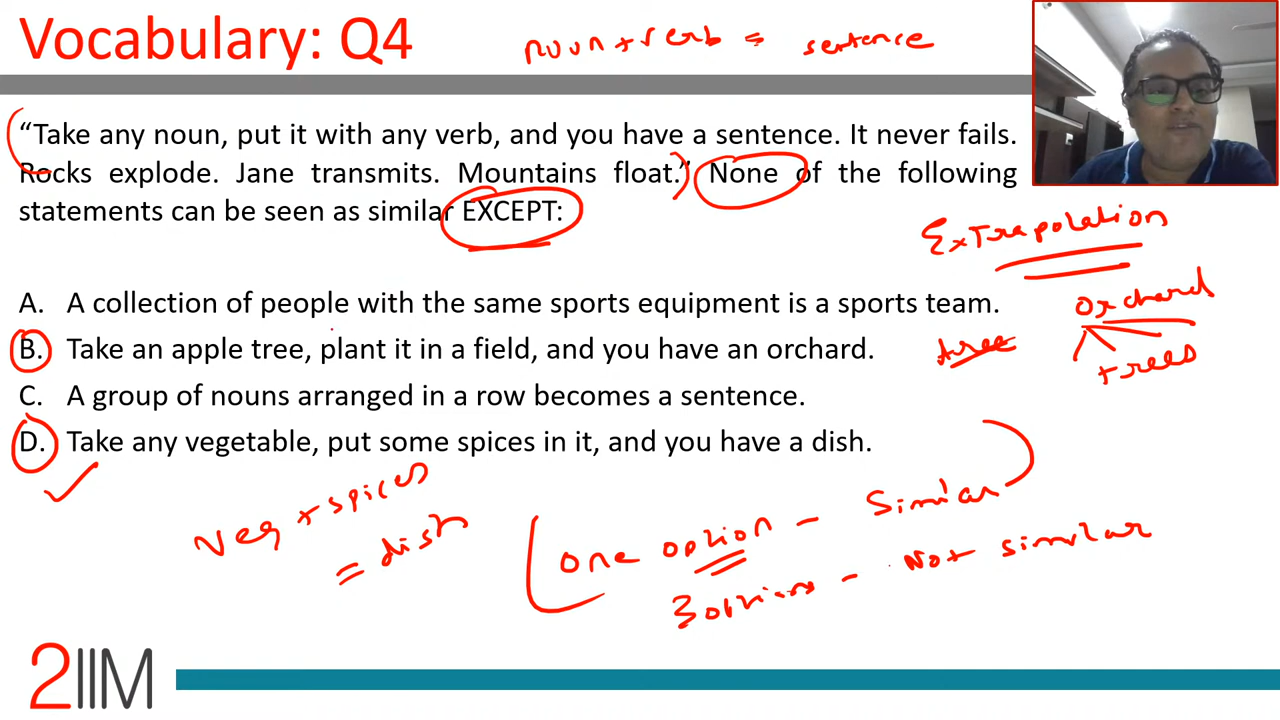 Vocabulary: Q4
noun + verb = sentence
“Take any noun, put it with any verb, and you have a sentence. It never fails.
Rocks explode. Jane transmits. Mountains float.” None of the following
statements can be seen as similar EXCEPT:
Extrapolation
A. A collection of people with the same sports equipment is a sports team.
orchard
B. Take an apple tree, plant it in a field, and you have an orchard.
tree
trees
C. A group of nouns arranged in a row becomes a sentence.
D. Take any vegetable, put some spices in it, and you have a dish.
veg + spices
= dish
one option - Similar
3 options - Not similar
2IIM